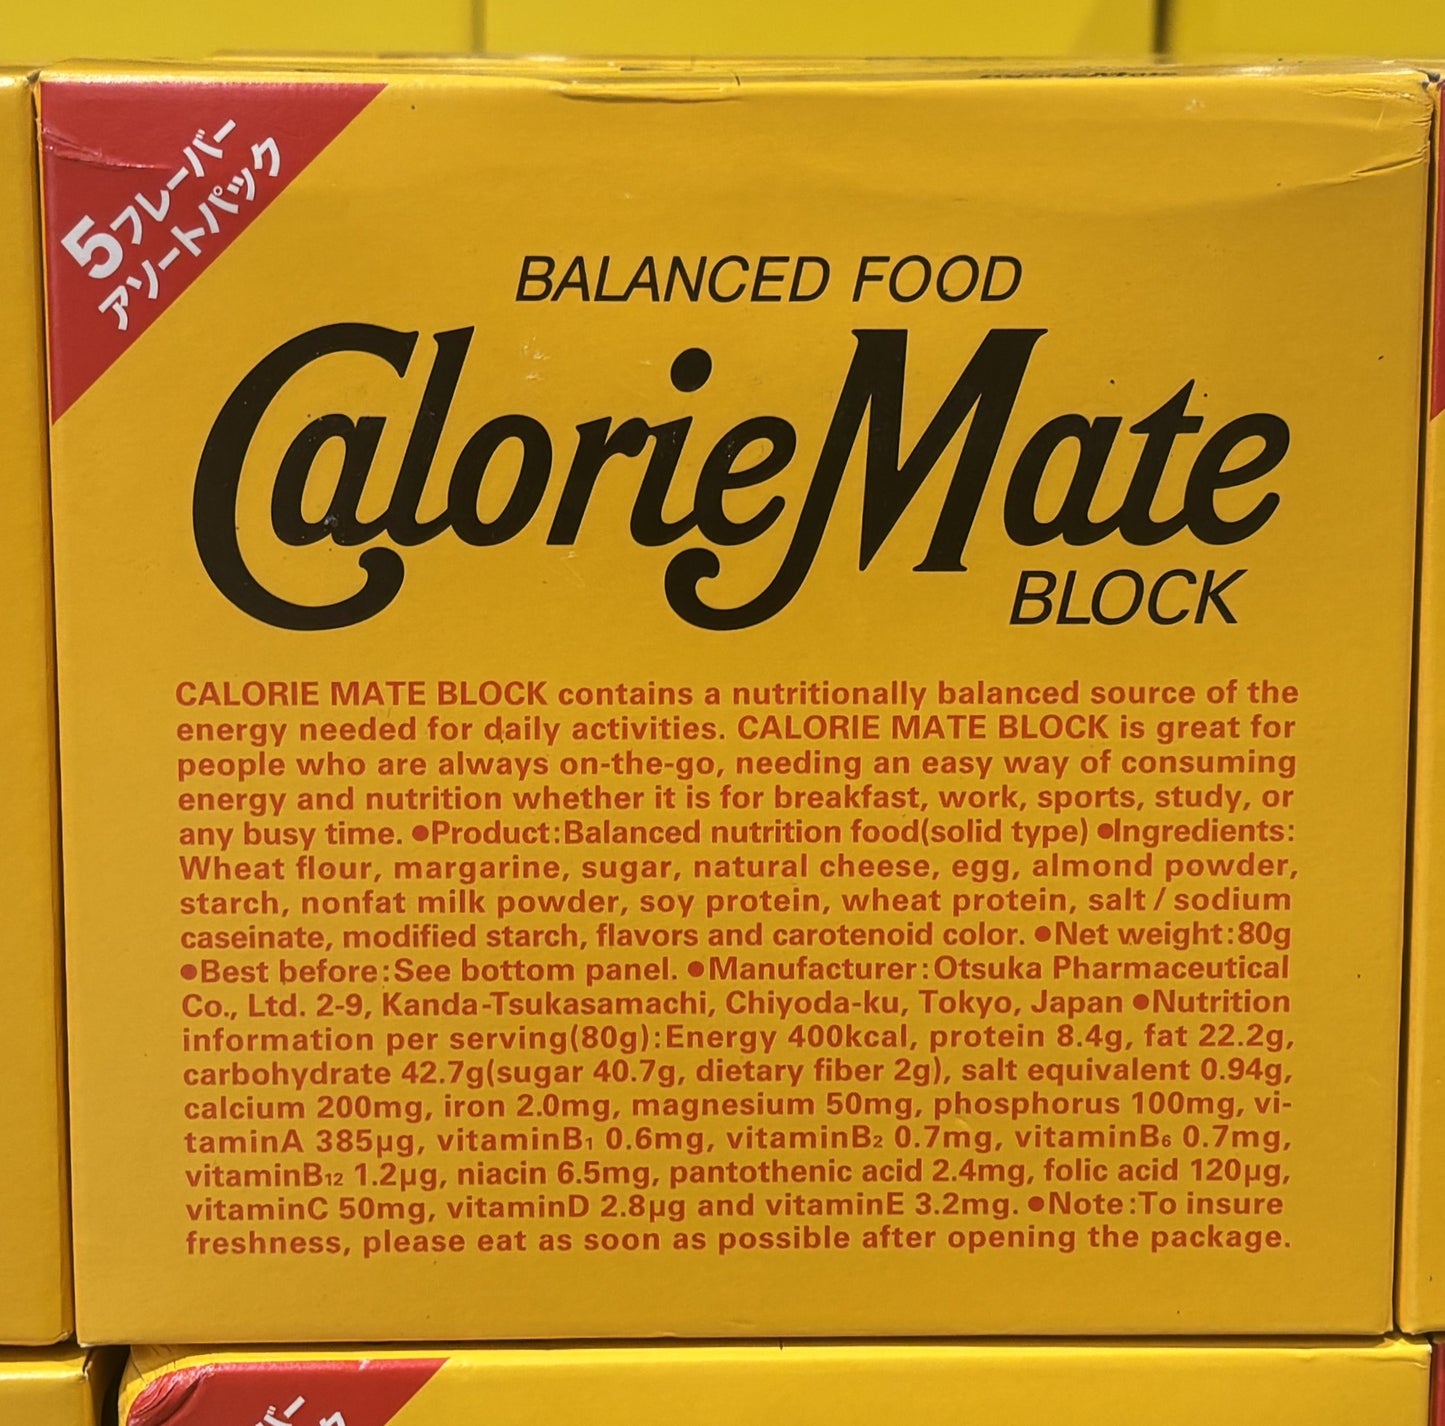 5フレーバー
アソートパック
BALANCED FOOD
CalorieMate
BLOCK
CALORIE MATE BLOCK contains a nutritionally balanced source of the
energy needed for daily activities. CALORIE MATE BLOCK is great for
people who are always on-the-go, needing an easy way of consuming
energy and nutrition whether it is for breakfast, work, sports, study, or
any busy time. ●Product:Balanced nutrition food(solid type) ●Ingredients:
Wheat flour, margarine, sugar, natural cheese, egg, almond powder,
starch, nonfat milk powder, soy protein, wheat protein, salt / sodium
caseinate, modified starch, flavors and carotenoid color. ●Net weight:80g
●Best before:See bottom panel. ●Manufacturer:Otsuka Pharmaceutical
Co., Ltd. 2-9, Kanda-Tsukasamachi, Chiyoda-ku, Tokyo, Japan ●Nutrition
information per serving(80g):Energy 400kcal, protein 8.4g, fat 22.2g,
carbohydrate 42.7g(sugar 40.7g, dietary fiber 2g), salt equivalent 0.94g,
calcium 200mg, iron 2.0mg, magnesium 50mg, phosphorus 100mg, vi-
taminA 385μg, vitaminB₁ 0.6mg, vitaminB₂ 0.7mg, vitaminB₆ 0.7mg,
vitaminB₁₂ 1.2μg, niacin 6.5mg, pantothenic acid 2.4mg, folic acid 120μg,
vitaminC 50mg, vitaminD 2.8μg and vitaminE 3.2mg. ●Note:To insure
freshness, please eat as soon as possible after opening the package.